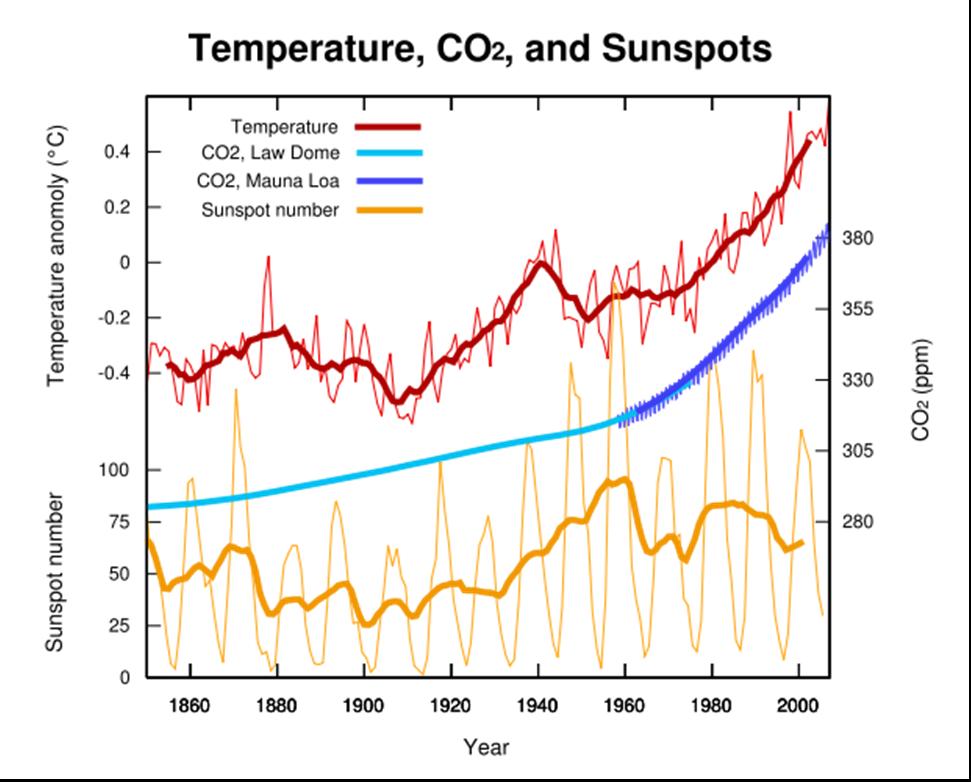 Temperature, CO2, and Sunspots
Temperature
CO2, Law Dome
CO2, Mauna Loa
Sunspot number
Temperature anomoly (°C)
0.4
0.2
0
-0.2
-0.4
Sunspot number
100
75
50
25
0
CO2 (ppm)
380
355
330
305
280
1860 1880 1900 1920 1940 1960 1980 2000
Year